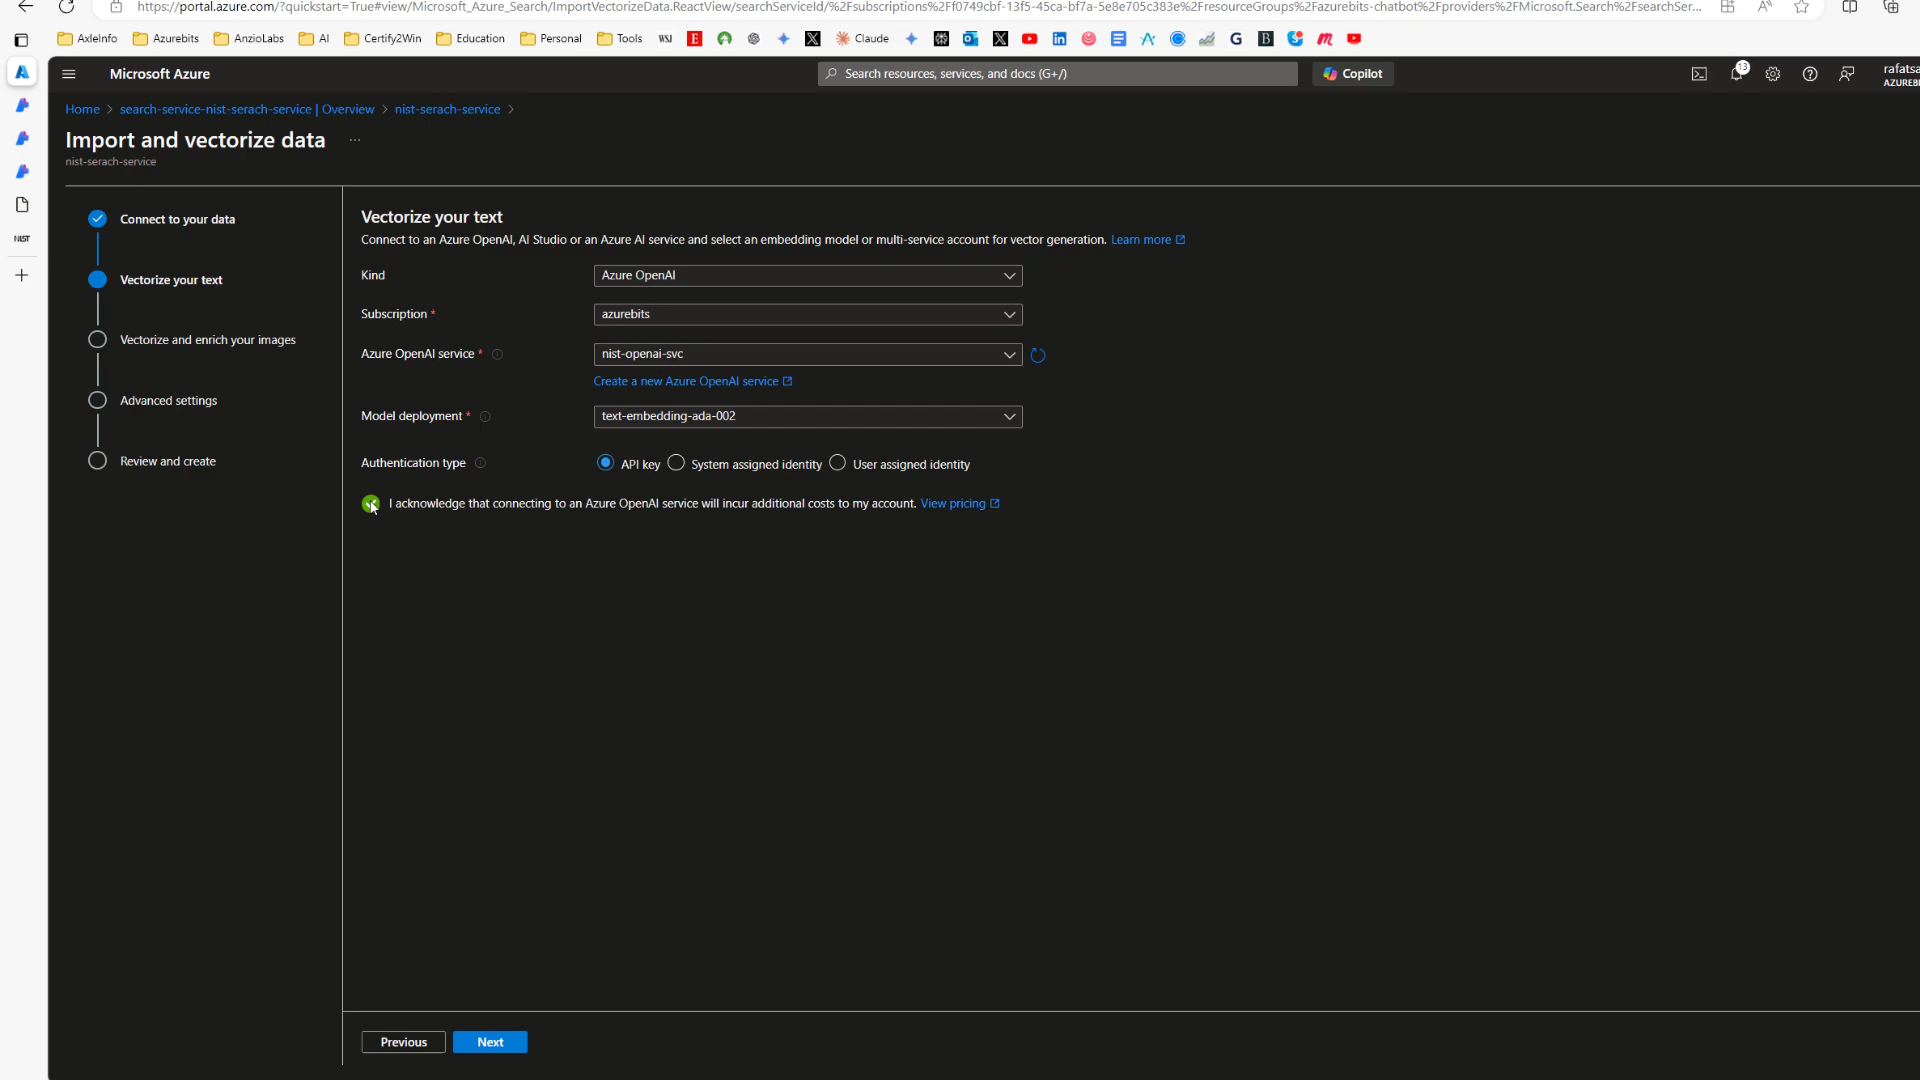 https://portal.azure.com/?quickstart=True#view/Microsoft_Azure_Search/ImportVectorizeData.ReactView/searchServiceId/%2Fsubscriptions%2Ff0749cbf-13f5-45ca-bf7a-5e8e705c383e%2FresourceGroups%2Fazurebits-chatbot%2Fproviders%2FMicrosoft.Search%2FsearchSer...
AxleInfo Azurebits AnzioLabs AI Certify2Win Education Personal Tools WSJ Claude
Microsoft Azure
Search resources, services, and docs (G+/)
Copilot
13
rafatsa
AZUREBI
Home > search-service-nist-serach-service | Overview > nist-serach-service >
Import and vectorize data ...
nist-serach-service
NIST
Connect to your data
Vectorize your text
Vectorize and enrich your images
Advanced settings
Review and create
Vectorize your text
Connect to an Azure OpenAI, AI Studio or an Azure AI service and select an embedding model or multi-service account for vector generation. Learn more
Kind Azure OpenAI
Subscription * azurebits
Azure OpenAI service * nist-openai-svc
Create a new Azure OpenAI service
Model deployment * text-embedding-ada-002
Authentication type API key System assigned identity User assigned identity
I acknowledge that connecting to an Azure OpenAI service will incur additional costs to my account. View pricing
Previous Next